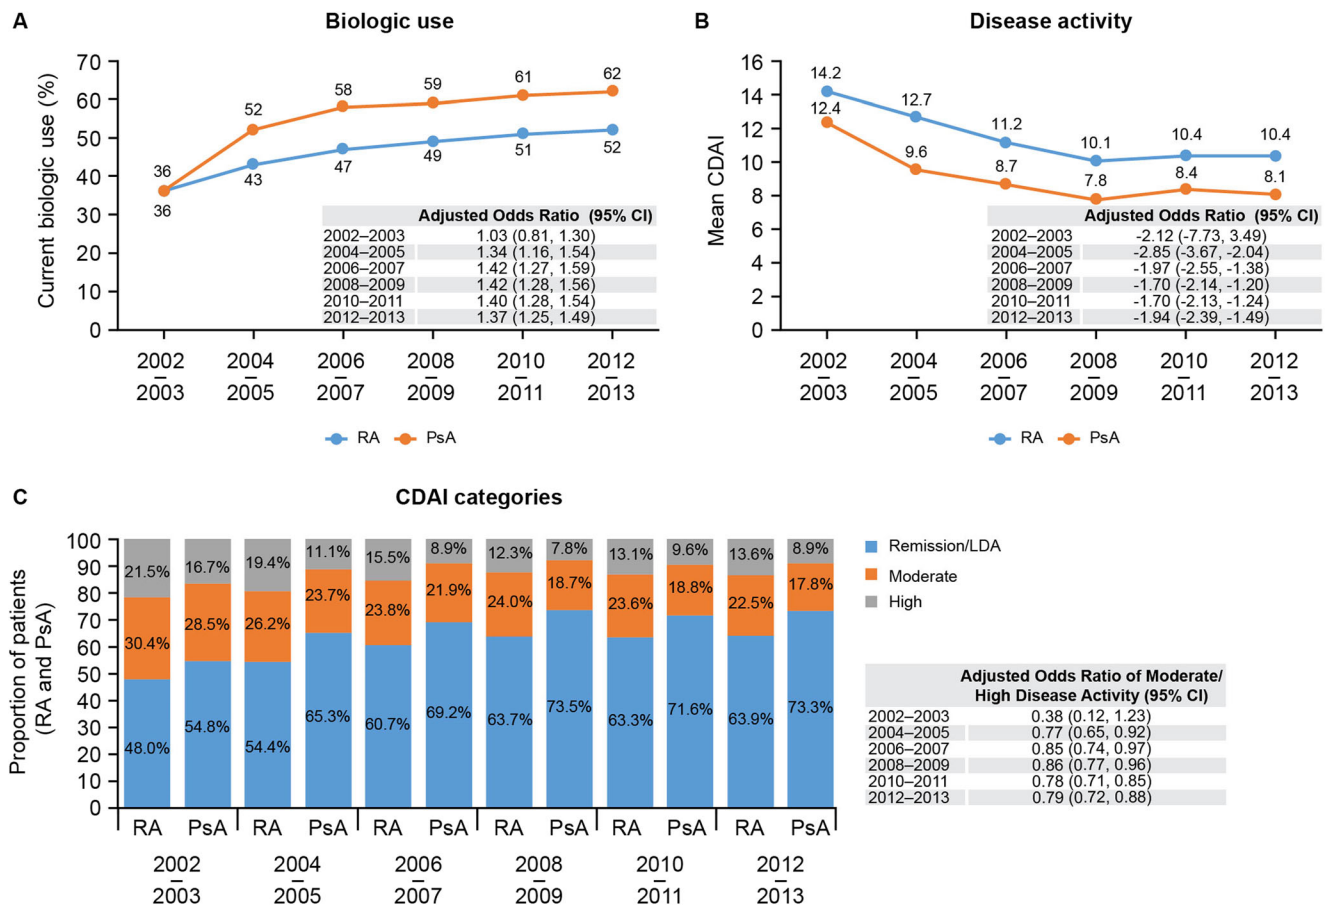 A
Biologic use
Current biologic use (%)
70
60
50
40
30
20
10
0
36
52
58
59
61
62
36
43
47
49
51
52
Adjusted Odds Ratio (95% CI)
2002–2003 1.03 (0.81, 1.30)
2004–2005 1.34 (1.16, 1.54)
2006–2007 1.42 (1.27, 1.59)
2008–2009 1.42 (1.28, 1.56)
2010–2011 1.40 (1.28, 1.54)
2012–2013 1.37 (1.25, 1.49)
2002 2004 2006 2008 2010 2012
– – – – – –
2003 2005 2007 2009 2011 2013
RA PsA
B
Disease activity
Mean CDAI
16
14
12
10
8
6
4
2
0
14.2
12.7
11.2
10.1
10.4
10.4
12.4
9.6
8.7
7.8
8.4
8.1
Adjusted Odds Ratio (95% CI)
2002–2003 -2.12 (-7.73, 3.49)
2004–2005 -2.85 (-3.67, -2.04)
2006–2007 -1.97 (-2.55, -1.38)
2008–2009 -1.70 (-2.14, -1.20)
2010–2011 -1.70 (-2.13, -1.24)
2012–2013 -1.94 (-2.39, -1.49)
2002 2004 2006 2008 2010 2012
– – – – – –
2003 2005 2007 2009 2011 2013
RA PsA
C
CDAI categories
Proportion of patients
(RA and PsA)
100
90
80
70
60
50
40
30
20
10
0
21.5% 16.7% 19.4% 11.1% 15.5% 8.9% 12.3% 7.8% 13.1% 9.6% 13.6% 8.9%
30.4% 28.5% 26.2% 23.7% 23.8% 21.9% 24.0% 18.7% 23.6% 18.8% 22.5% 17.8%
48.0% 54.8% 54.4% 65.3% 60.7% 69.2% 63.7% 73.5% 63.3% 71.6% 63.9% 73.3%
RA PsA RA PsA RA PsA RA PsA RA PsA RA PsA
2002 2004 2006 2008 2010 2012
– – – – – –
2003 2005 2007 2009 2011 2013
Remission/LDA
Moderate
High
Adjusted Odds Ratio of Moderate/
High Disease Activity (95% CI)
2002–2003 0.38 (0.12, 1.23)
2004–2005 0.77 (0.65, 0.92)
2006–2007 0.85 (0.74, 0.97)
2008–2009 0.86 (0.77, 0.96)
2010–2011 0.78 (0.71, 0.85)
2012–2013 0.79 (0.72, 0.88)